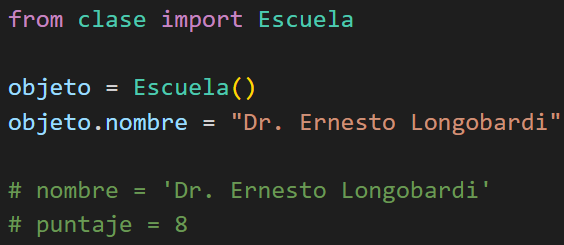 from clase import Escuela
objeto = Escuela()
objeto.nombre = "Dr. Ernesto Longobardi"
# nombre = 'Dr. Ernesto Longobardi'
# puntaje = 8